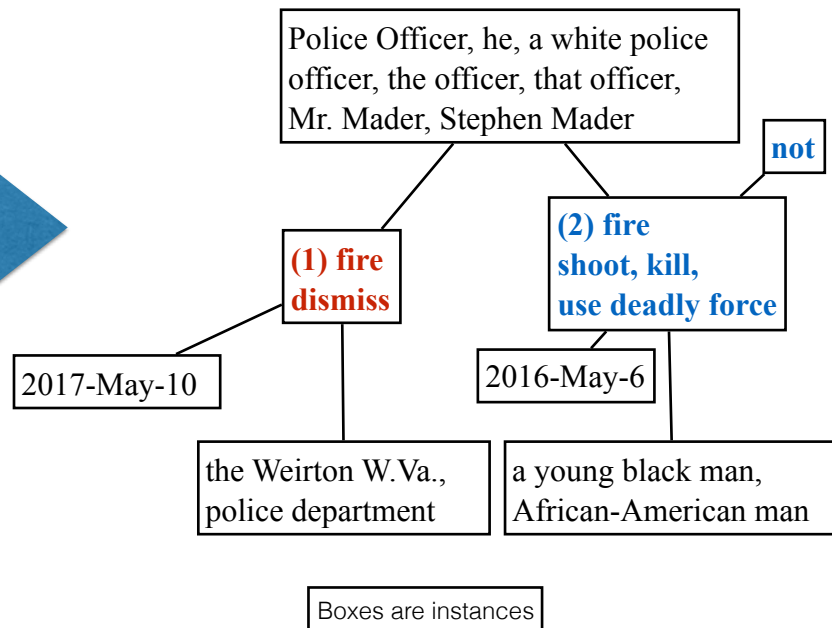 Police Officer, he, a white police
officer, the officer, that officer,
Mr. Mader, Stephen Mader
not
(1) fire
dismiss
(2) fire
shoot, kill,
use deadly force
2017-May-10
2016-May-6
the Weirton W.Va.,
police department
a young black man,
African-American man
Boxes are instances